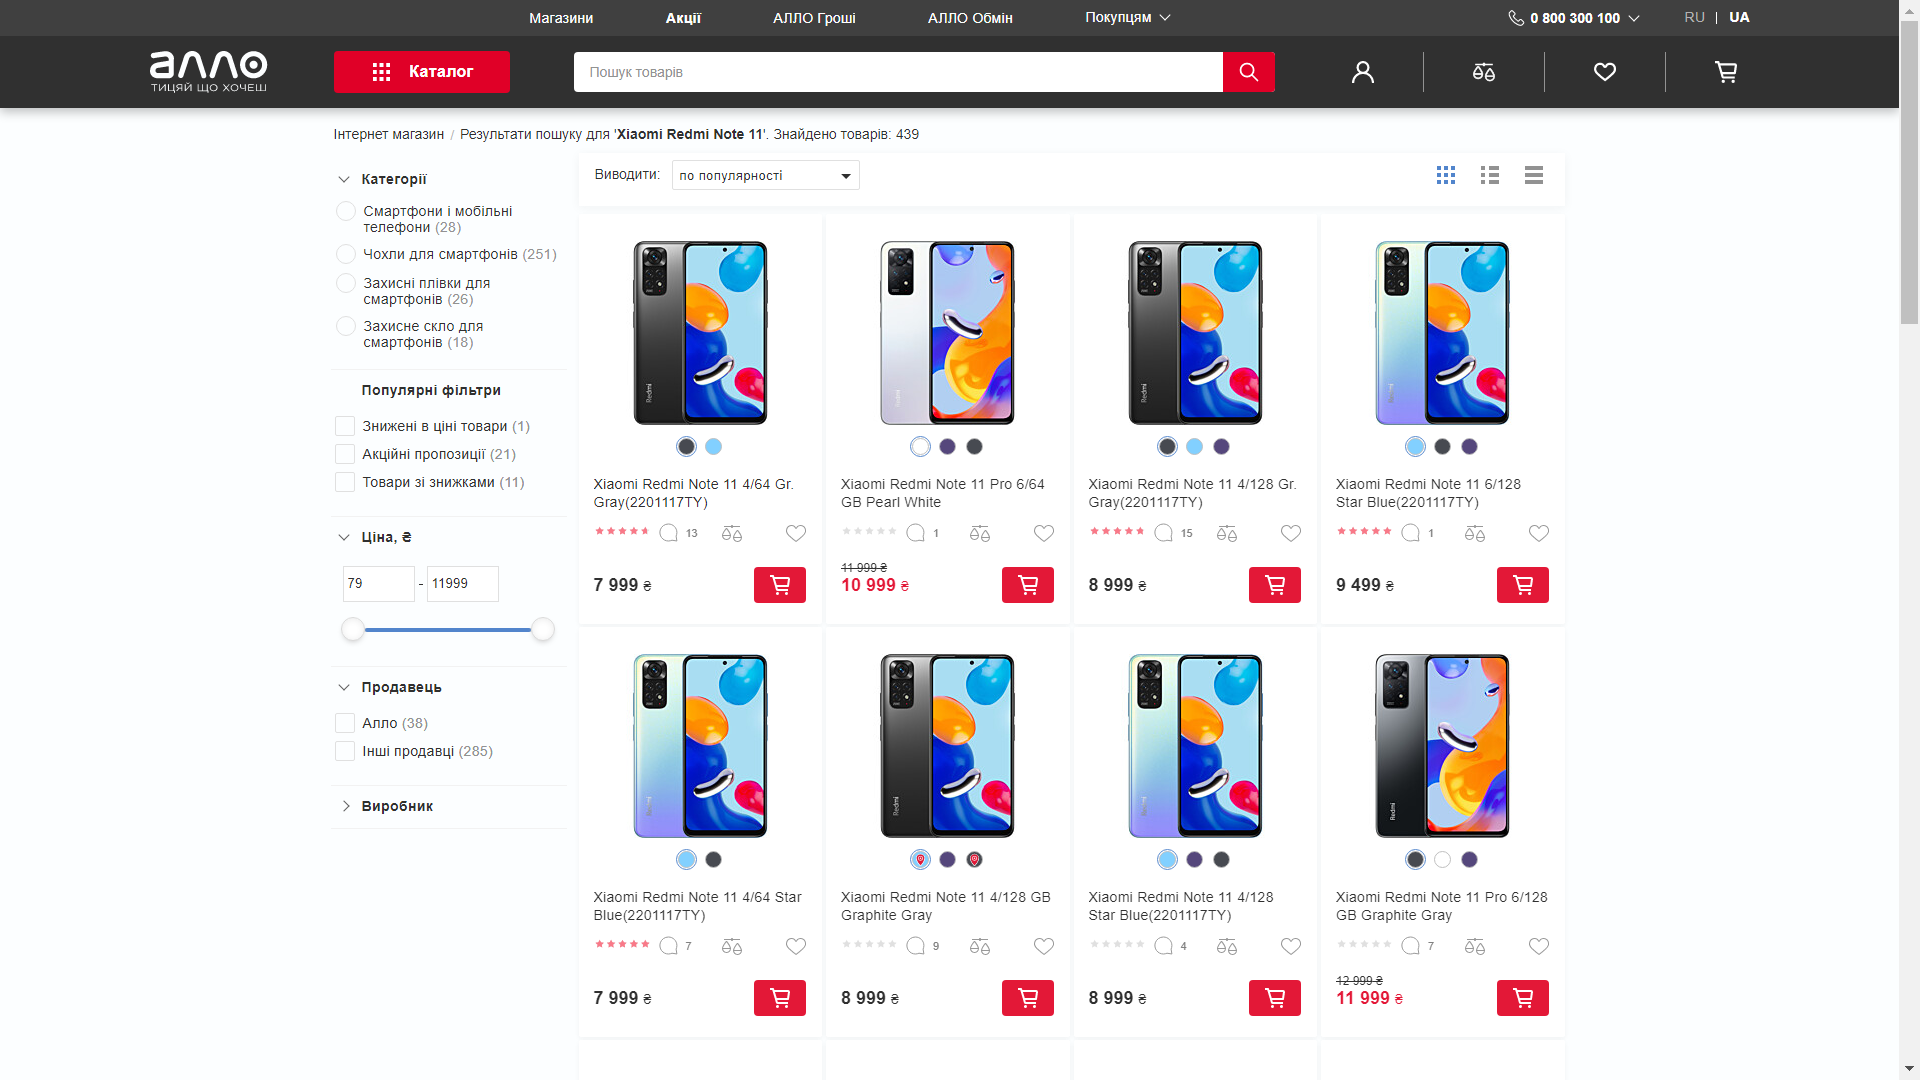 Магазини
Акції
АЛЛО Гроші
АЛЛО Обмін
Покупцям
0 800 300 100
RU | UA
алло
ТИЦЯЙ ЩО ХОЧЕШ
Каталог
Пошук товарів
Інтернет магазин / Результати пошуку для 'Xiaomi Redmi Note 11'. Знайдено товарів: 439
Категорії
Смартфони і мобільні
телефони (28)
Чохли для смартфонів (251)
Захисні плівки для
смартфонів (26)
Захисне скло для
смартфонів (18)
Популярні фільтри
Знижені в ціні товари (1)
Акційні пропозиції (21)
Товари зі знижками (11)
Ціна, ₴
79 - 11999
Продавець
Алло (38)
Інші продавці (285)
Виробник
Виводити: по популярності
Xiaomi Redmi Note 11 4/64 Gr.
Gray(2201117TY)
13
7 999 ₴
Xiaomi Redmi Note 11 Pro 6/64
GB Pearl White
1
11 999 ₴
10 999 ₴
Xiaomi Redmi Note 11 4/128 Gr.
Gray(2201117TY)
15
8 999 ₴
Xiaomi Redmi Note 11 6/128
Star Blue(2201117TY)
1
9 499 ₴
Xiaomi Redmi Note 11 4/64 Star
Blue(2201117TY)
7
7 999 ₴
Xiaomi Redmi Note 11 4/128 GB
Graphite Gray
9
8 999 ₴
Xiaomi Redmi Note 11 4/128
Star Blue(2201117TY)
4
8 999 ₴
Xiaomi Redmi Note 11 Pro 6/128
GB Graphite Gray
7
12 999 ₴
11 999 ₴